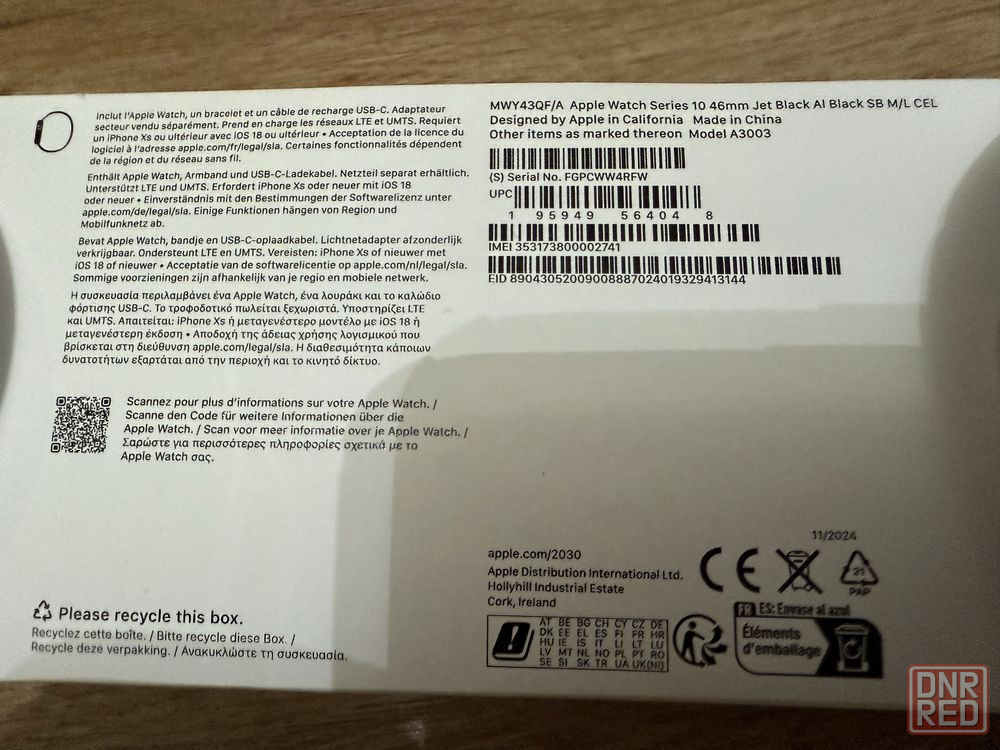 Inclut l'Apple Watch, un bracelet et un câble de recharge USB-C. Adaptateur
secteur vendu séparément. Prend en charge les réseaux LTE et UMTS. Requiert
un iPhone Xs ou ultérieur avec iOS 18 ou ultérieur • Acceptation de la licence du
logiciel à l'adresse apple.com/fr/legal/sla. Certaines fonctionnalités dépendent
de la région et du réseau sans fil.
Enthält Apple Watch, Armband und USB-C-Ladekabel. Netzteil separat erhältlich.
Unterstützt LTE und UMTS. Erfordert iPhone Xs oder neuer mit iOS 18
oder neuer • Einverständnis mit den Bestimmungen der Softwarelizenz unter
apple.com/de/legal/sla. Einige Funktionen hängen von Region und
Mobilfunknetz ab.
Bevat Apple Watch, bandje en USB-C-oplaadkabel. Lichtnetadapter afzonderlijk
verkrijgbaar. Ondersteunt LTE en UMTS. Vereisten: iPhone Xs of nieuwer met
iOS 18 of nieuwer • Acceptatie van de softwarelicentie op apple.com/nl/legal/sla.
Sommige voorzieningen zijn afhankelijk van je regio en mobiele netwerk.
Η συσκευασία περιλαμβάνει ένα Apple Watch, ένα λουράκι και το καλώδιο
φόρτισης USB-C. Το τροφοδοτικό πωλείται ξεχωριστά. Υποστηρίζει LTE
και UMTS. Απαιτείται: iPhone Xs ή μεταγενέστερο μοντέλο με iOS 18 ή
μεταγενέστερη έκδοση • Αποδοχή της άδειας χρήσης λογισμικού που
βρίσκεται στη διεύθυνση apple.com/legal/sla. Η διαθεσιμότητα κάποιων
δυνατοτήτων εξαρτάται από την περιοχή και το κινητό δίκτυο.
Scannez pour plus d'informations sur votre Apple Watch. /
Scanne den Code für weitere Informationen über die
Apple Watch. / Scan voor meer informatie over je Apple Watch. /
Σαρώστε για περισσότερες πληροφορίες σχετικά με το
Apple Watch σας.
Please recycle this box.
Recyclez cette boîte. / Bitte recycle diese Box. /
Recycle deze verpakking. / Ανακυκλώστε τη συσκευασία.
MWY43QF/A Apple Watch Series 10 46mm Jet Black Al Black SB M/L CEL
Designed by Apple in California Made in China
Other items as marked thereon Model A3003
(S) Serial No. FGPCWW4RFW
UPC
1 95949 56404 8
IMEI 353173800002741
EID 89043052009008887024019329413144
11/2024
apple.com/2030
Apple Distribution International Ltd.
Hollyhill Industrial Estate
Cork, Ireland
CE
21
PAP
AT BE BG CH CY CZ DE
DK EE EL ES FI FR HR
HU IE IS IT LI LT LU
LV MT NL NO PL PT RO
SE SI SK TR UA UK(NI)
FR ES: Envase al azul
Éléments
d'emballage
DNR
RED